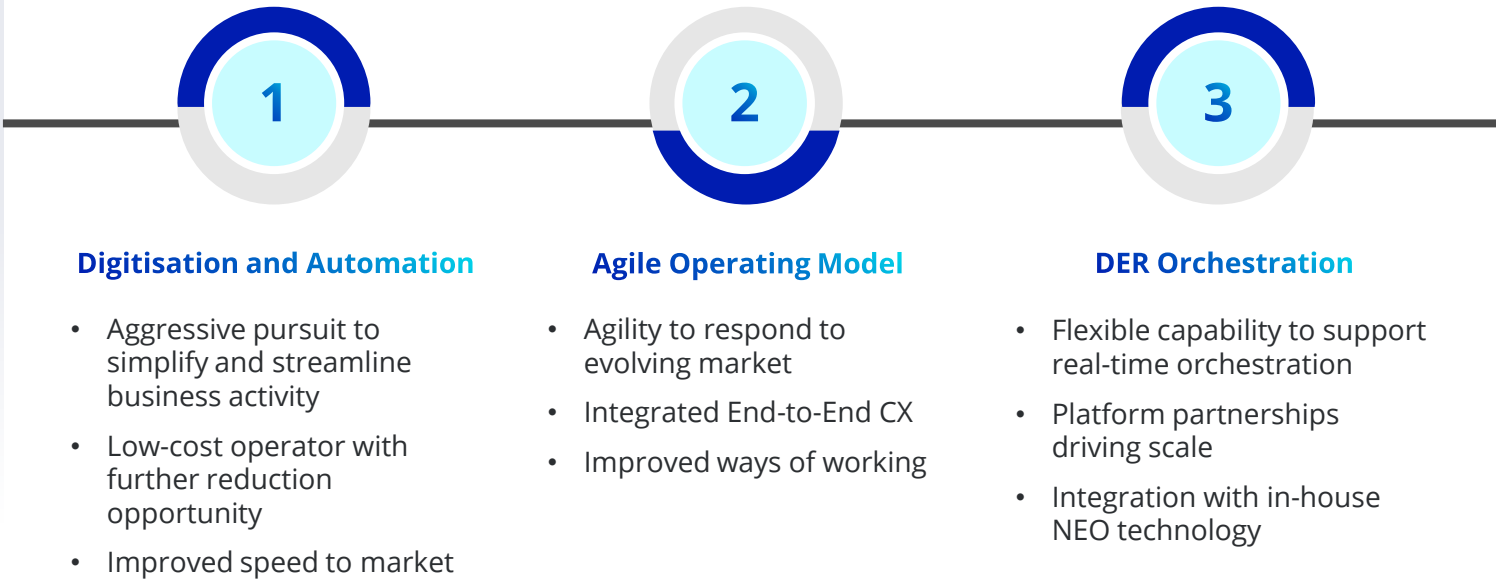 1
2
3
Digitisation and Automation
• Aggressive pursuit to
simplify and streamline
business activity
• Low-cost operator with
further reduction
opportunity
• Improved speed to market
Agile Operating Model
• Agility to respond to
evolving market
• Integrated End-to-End CX
• Improved ways of working
DER Orchestration
• Flexible capability to support
real-time orchestration
• Platform partnerships
driving scale
• Integration with in-house
NEO technology